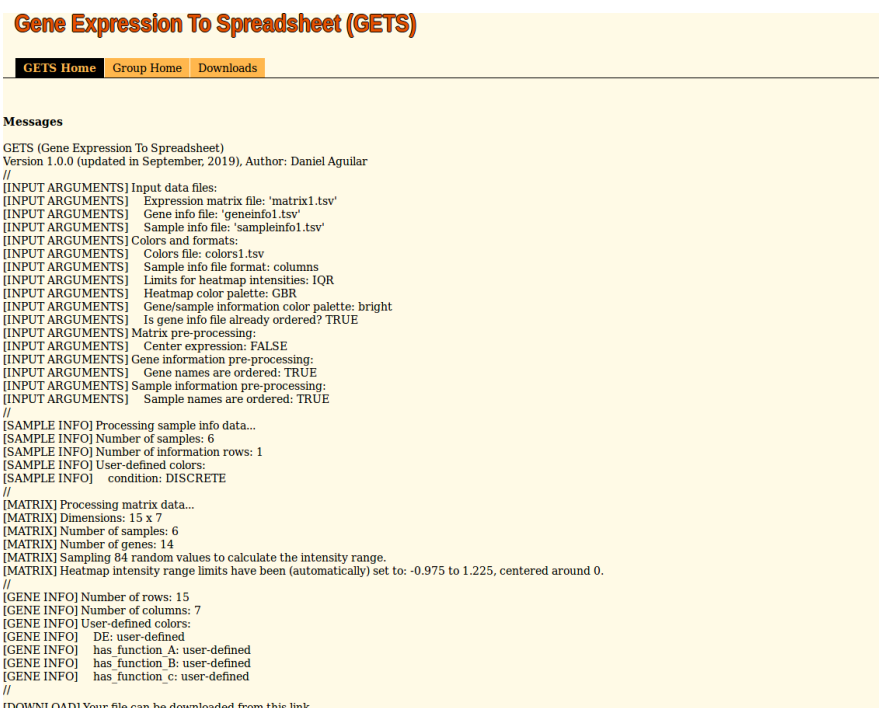 Gene Expression To Spreadsheet (GETS)
GETS Home Group Home Downloads
Messages
GETS (Gene Expression To Spreadsheet)
Version 1.0.0 (updated in September, 2019), Author: Daniel Aguilar
//
[INPUT ARGUMENTS] Input data files:
[INPUT ARGUMENTS] Expression matrix file: 'matrix1.tsv'
[INPUT ARGUMENTS] Gene info file: 'geneinfo1.tsv'
[INPUT ARGUMENTS] Sample info file: 'sampleinfo1.tsv'
[INPUT ARGUMENTS] Colors and formats:
[INPUT ARGUMENTS] Colors file: colors1.tsv
[INPUT ARGUMENTS] Sample info file format: columns
[INPUT ARGUMENTS] Limits for heatmap intensities: IQR
[INPUT ARGUMENTS] Heatmap color palette: GBR
[INPUT ARGUMENTS] Gene/sample information color palette: bright
[INPUT ARGUMENTS] Is gene info file already ordered? TRUE
[INPUT ARGUMENTS] Matrix pre-processing:
[INPUT ARGUMENTS] Center expression: FALSE
[INPUT ARGUMENTS] Gene information pre-processing:
[INPUT ARGUMENTS] Gene names are ordered: TRUE
[INPUT ARGUMENTS] Sample information pre-processing:
[INPUT ARGUMENTS] Sample names are ordered: TRUE
//
[SAMPLE INFO] Processing sample info data...
[SAMPLE INFO] Number of samples: 6
[SAMPLE INFO] Number of information rows: 1
[SAMPLE INFO] User-defined colors:
[SAMPLE INFO] condition: DISCRETE
//
[MATRIX] Processing matrix data...
[MATRIX] Dimensions: 15 x 7
[MATRIX] Number of samples: 6
[MATRIX] Number of genes: 14
[MATRIX] Sampling 84 random values to calculate the intensity range.
[MATRIX] Heatmap intensity range limits have been (automatically) set to: -0.975 to 1.225, centered around 0.
//
[GENE INFO] Number of rows: 15
[GENE INFO] Number of columns: 7
[GENE INFO] User-defined colors:
[GENE INFO] DE: user-defined
[GENE INFO] has_function_A: user-defined
[GENE INFO] has_function_B: user-defined
[GENE INFO] has_function_c: user-defined
//
[DOWNLOAD] Your file can be downloaded from this link